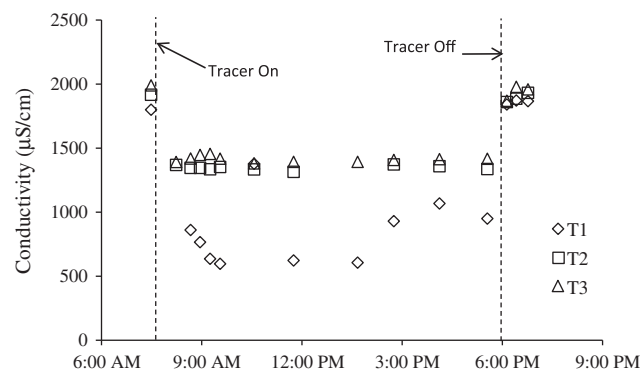 2500
2000
1500
1000
500
0
Conductivity (µS/cm)
Tracer On
Tracer Off
T1
T2
T3
6:00 AM 9:00 AM 12:00 PM 3:00 PM 6:00 PM 9:00 PM